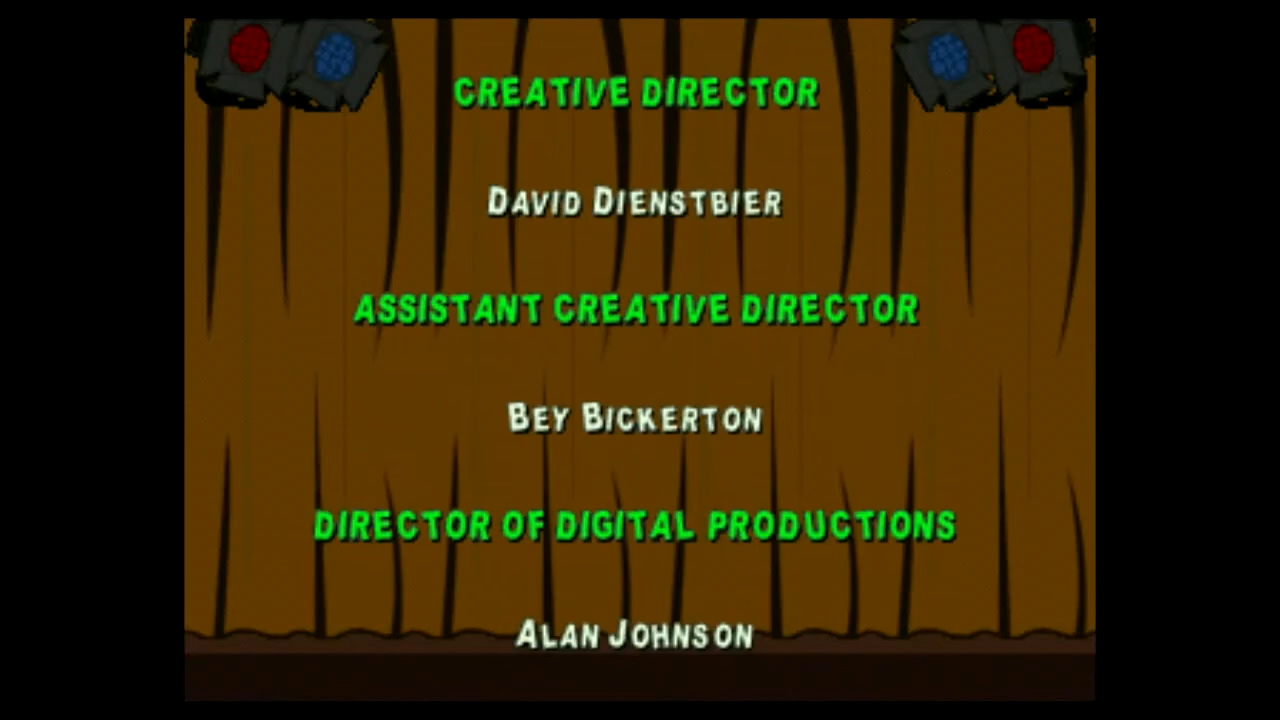 CREATIVE DIRECTOR
DAVID DIENSTBIER
ASSISTANT CREATIVE DIRECTOR
BEY BICKERTON
DIRECTOR OF DIGITAL PRODUCTIONS
ALAN JOHNSON